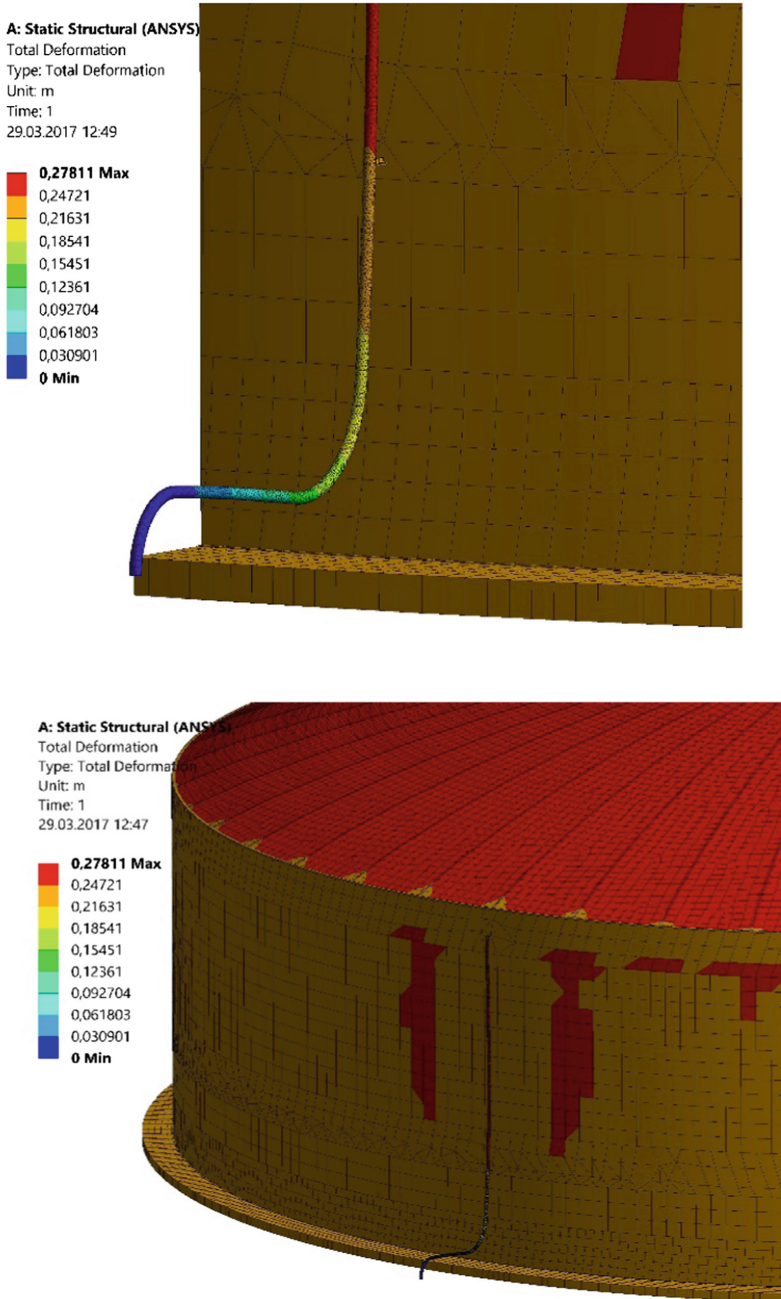 A: Static Structural (ANSYS)
Total Deformation
Type: Total Deformation
Unit: m
Time: 1
29.03.2017 12:49
0,27811 Max
0,24721
0,21631
0,18541
0,15451
0,12361
0,092704
0,061803
0,030901
0 Min
A: Static Structural (ANSYS)
Total Deformation
Type: Total Deformation
Unit: m
Time: 1
29.03.2017 12:47
0,27811 Max
0,24721
0,21631
0,18541
0,15451
0,12361
0,092704
0,061803
0,030901
0 Min